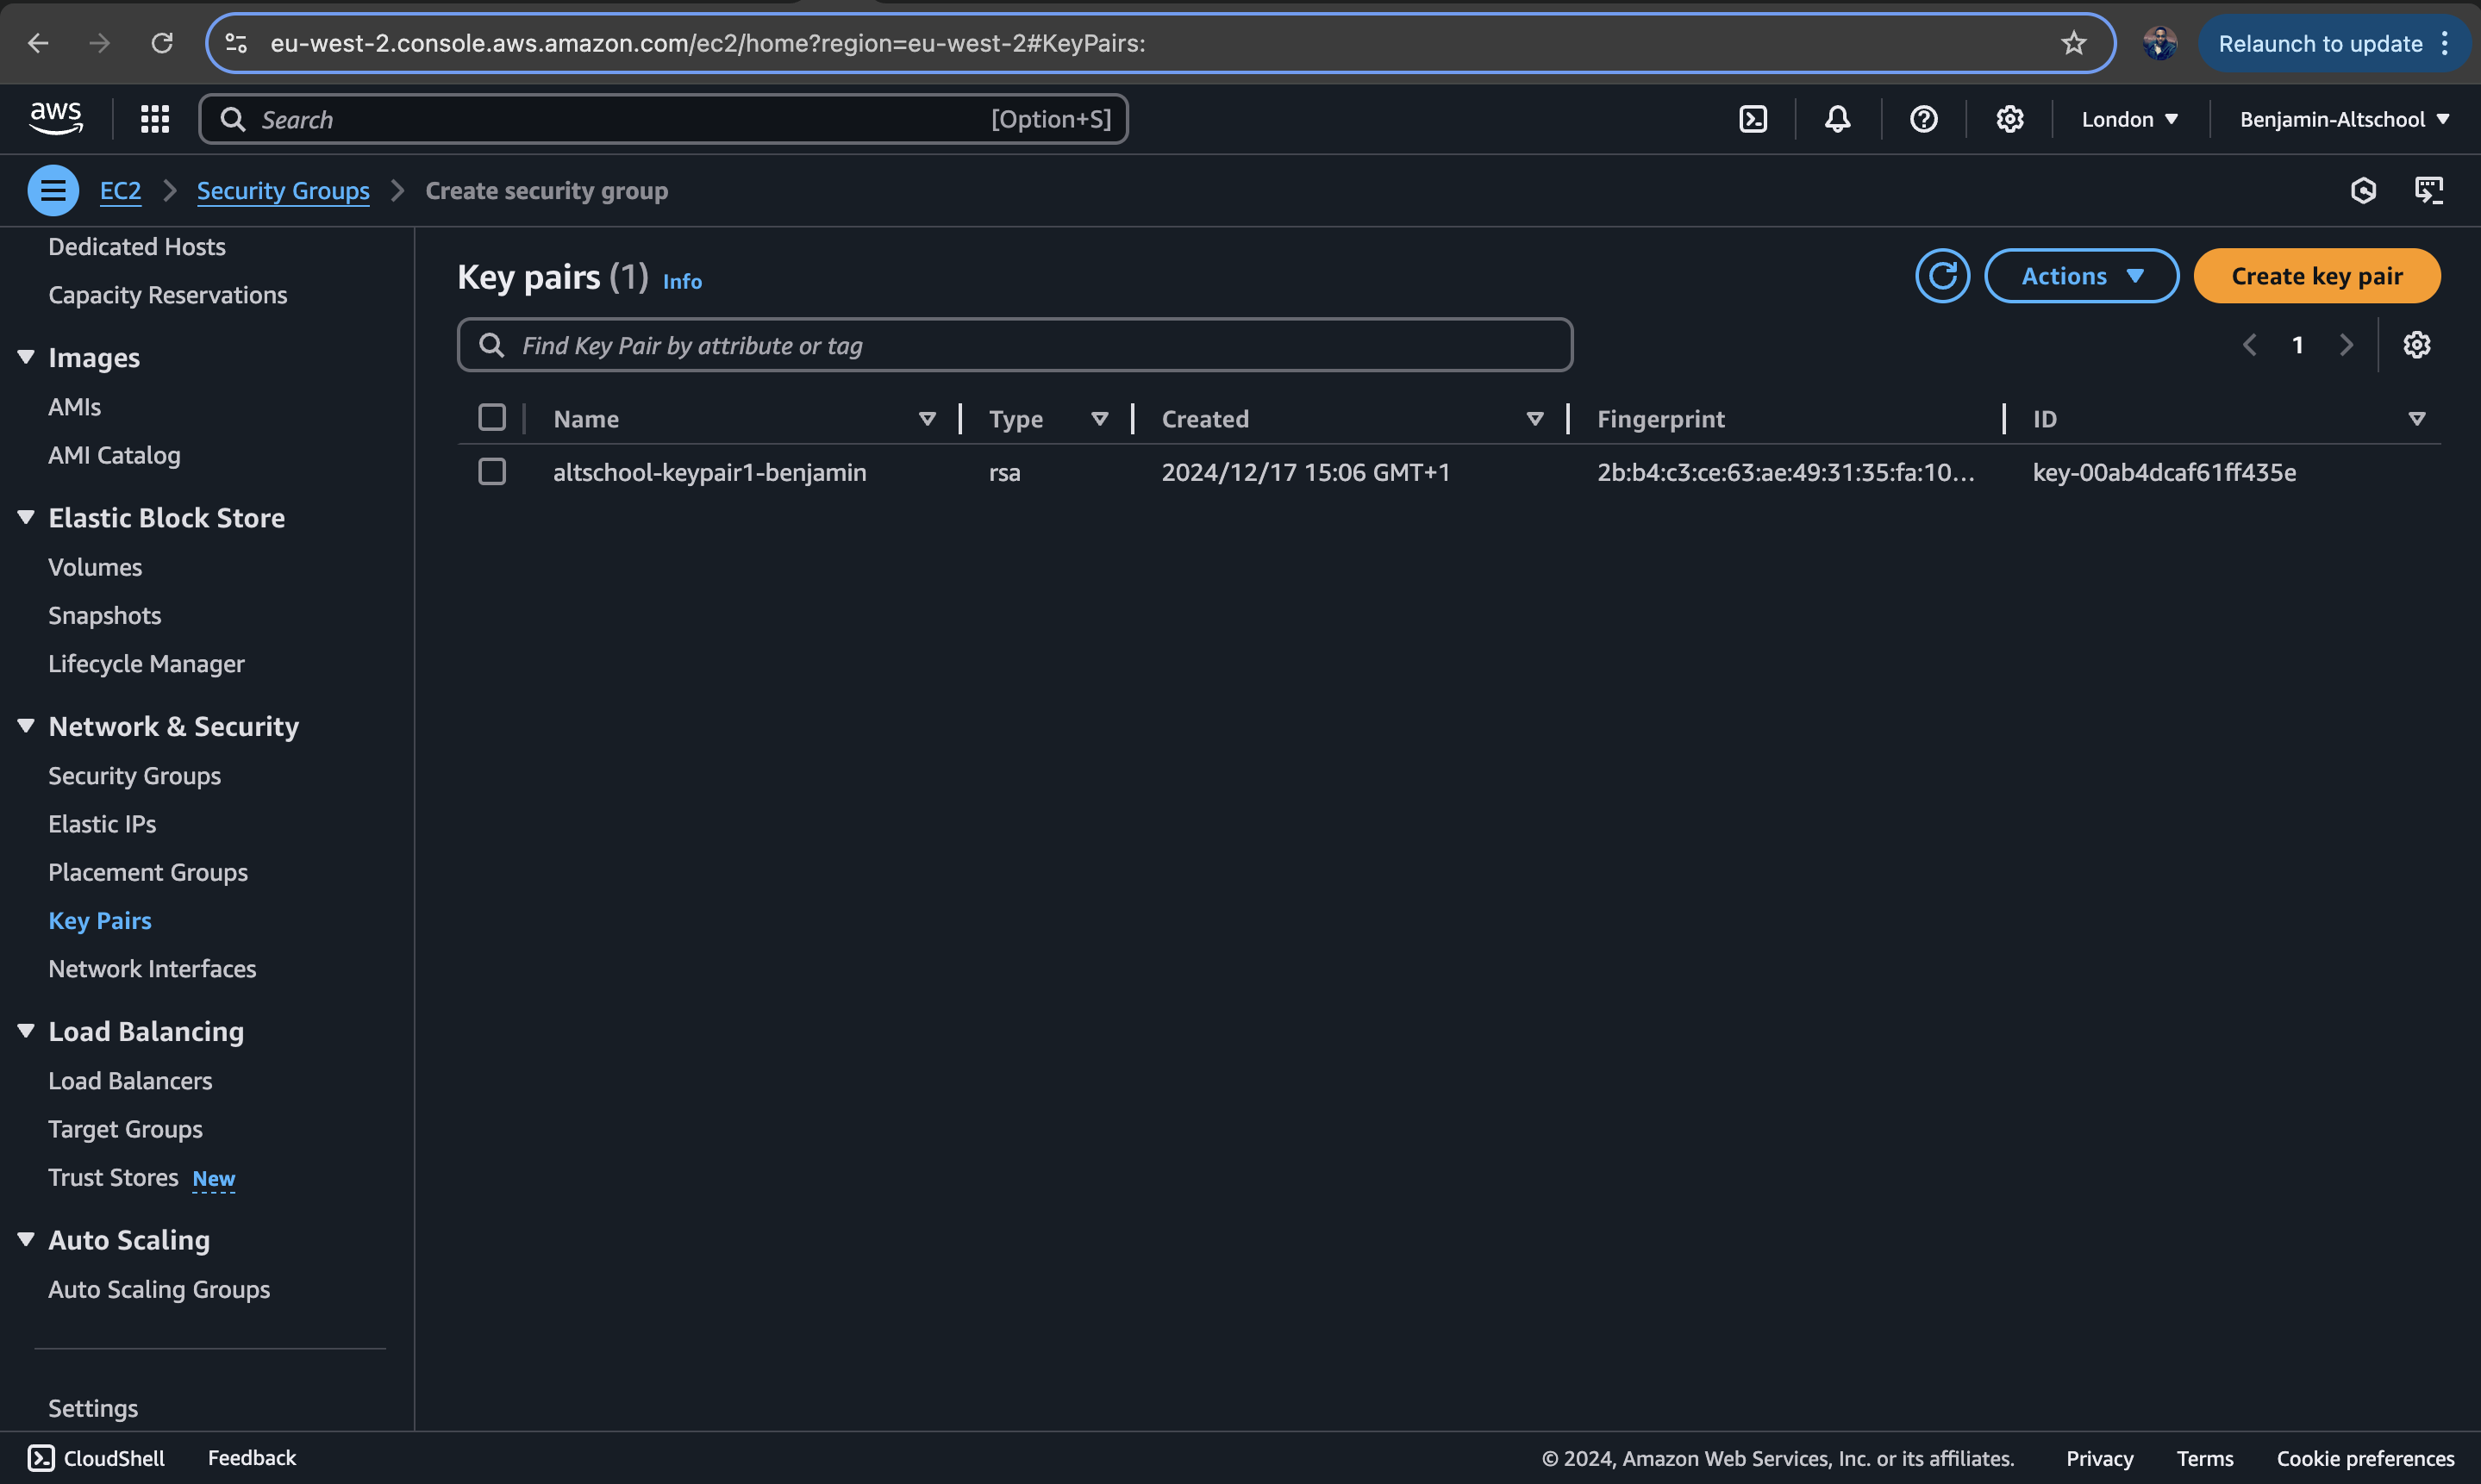 eu-west-2.console.aws.amazon.com/ec2/home?region=eu-west-2#KeyPairs:
Relaunch to update
aws
Search
[Option+S]
London
Benjamin-Altschool
EC2
Security Groups
Create security group
Dedicated Hosts
Capacity Reservations
Images
AMIs
AMI Catalog
Elastic Block Store
Volumes
Snapshots
Lifecycle Manager
Network & Security
Security Groups
Elastic IPs
Placement Groups
Key Pairs
Network Interfaces
Load Balancing
Load Balancers
Target Groups
Trust Stores New
Auto Scaling
Auto Scaling Groups
Settings
Key pairs (1) Info
Actions
Create key pair
Find Key Pair by attribute or tag
1
Name Type Created Fingerprint ID
altschool-keypair1-benjamin rsa 2024/12/17 15:06 GMT+1 2b:b4:c3:ce:63:ae:49:31:35:fa:10... key-00ab4dcaf61ff435e
CloudShell
Feedback
© 2024, Amazon Web Services, Inc. or its affiliates.
Privacy
Terms
Cookie preferences